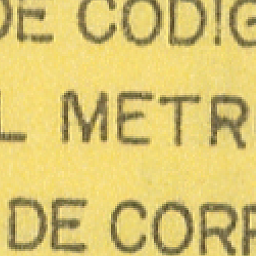 DE CODIG
L METR
DE CORR